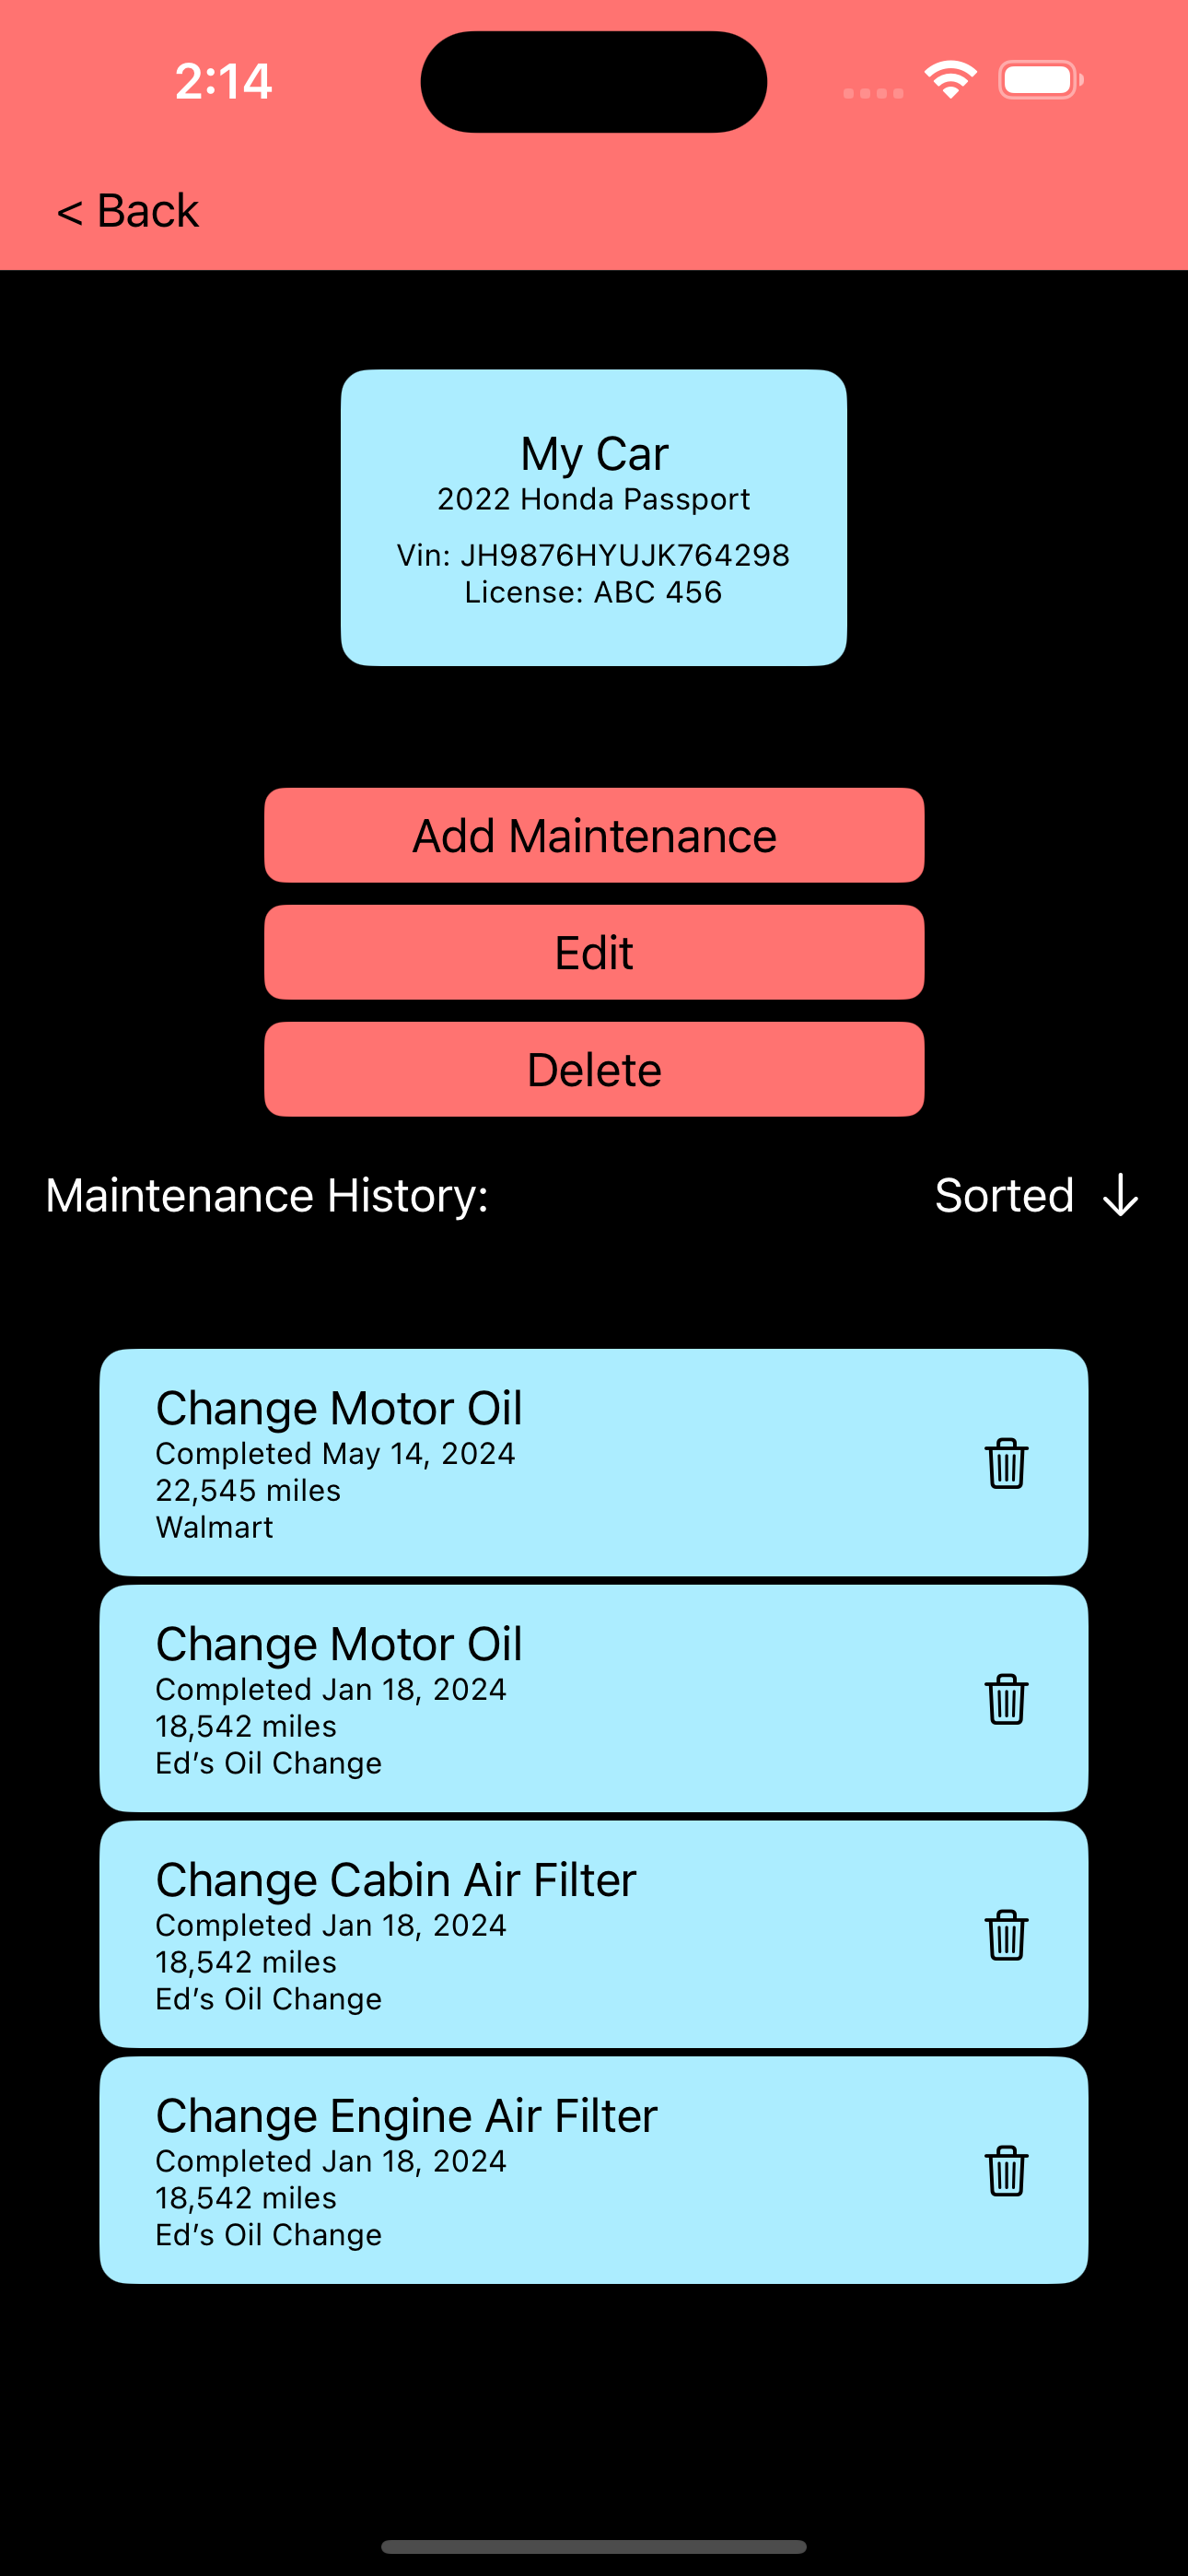 2:14
< Back
My Car
2022 Honda Passport
Vin: JH9876HYUJK764298
License: ABC 456
Add Maintenance
Edit
Delete
Maintenance History:
Sorted ↓
Change Motor Oil
Completed May 14, 2024
22,545 miles
Walmart
Change Motor Oil
Completed Jan 18, 2024
18,542 miles
Ed’s Oil Change
Change Cabin Air Filter
Completed Jan 18, 2024
18,542 miles
Ed’s Oil Change
Change Engine Air Filter
Completed Jan 18, 2024
18,542 miles
Ed’s Oil Change